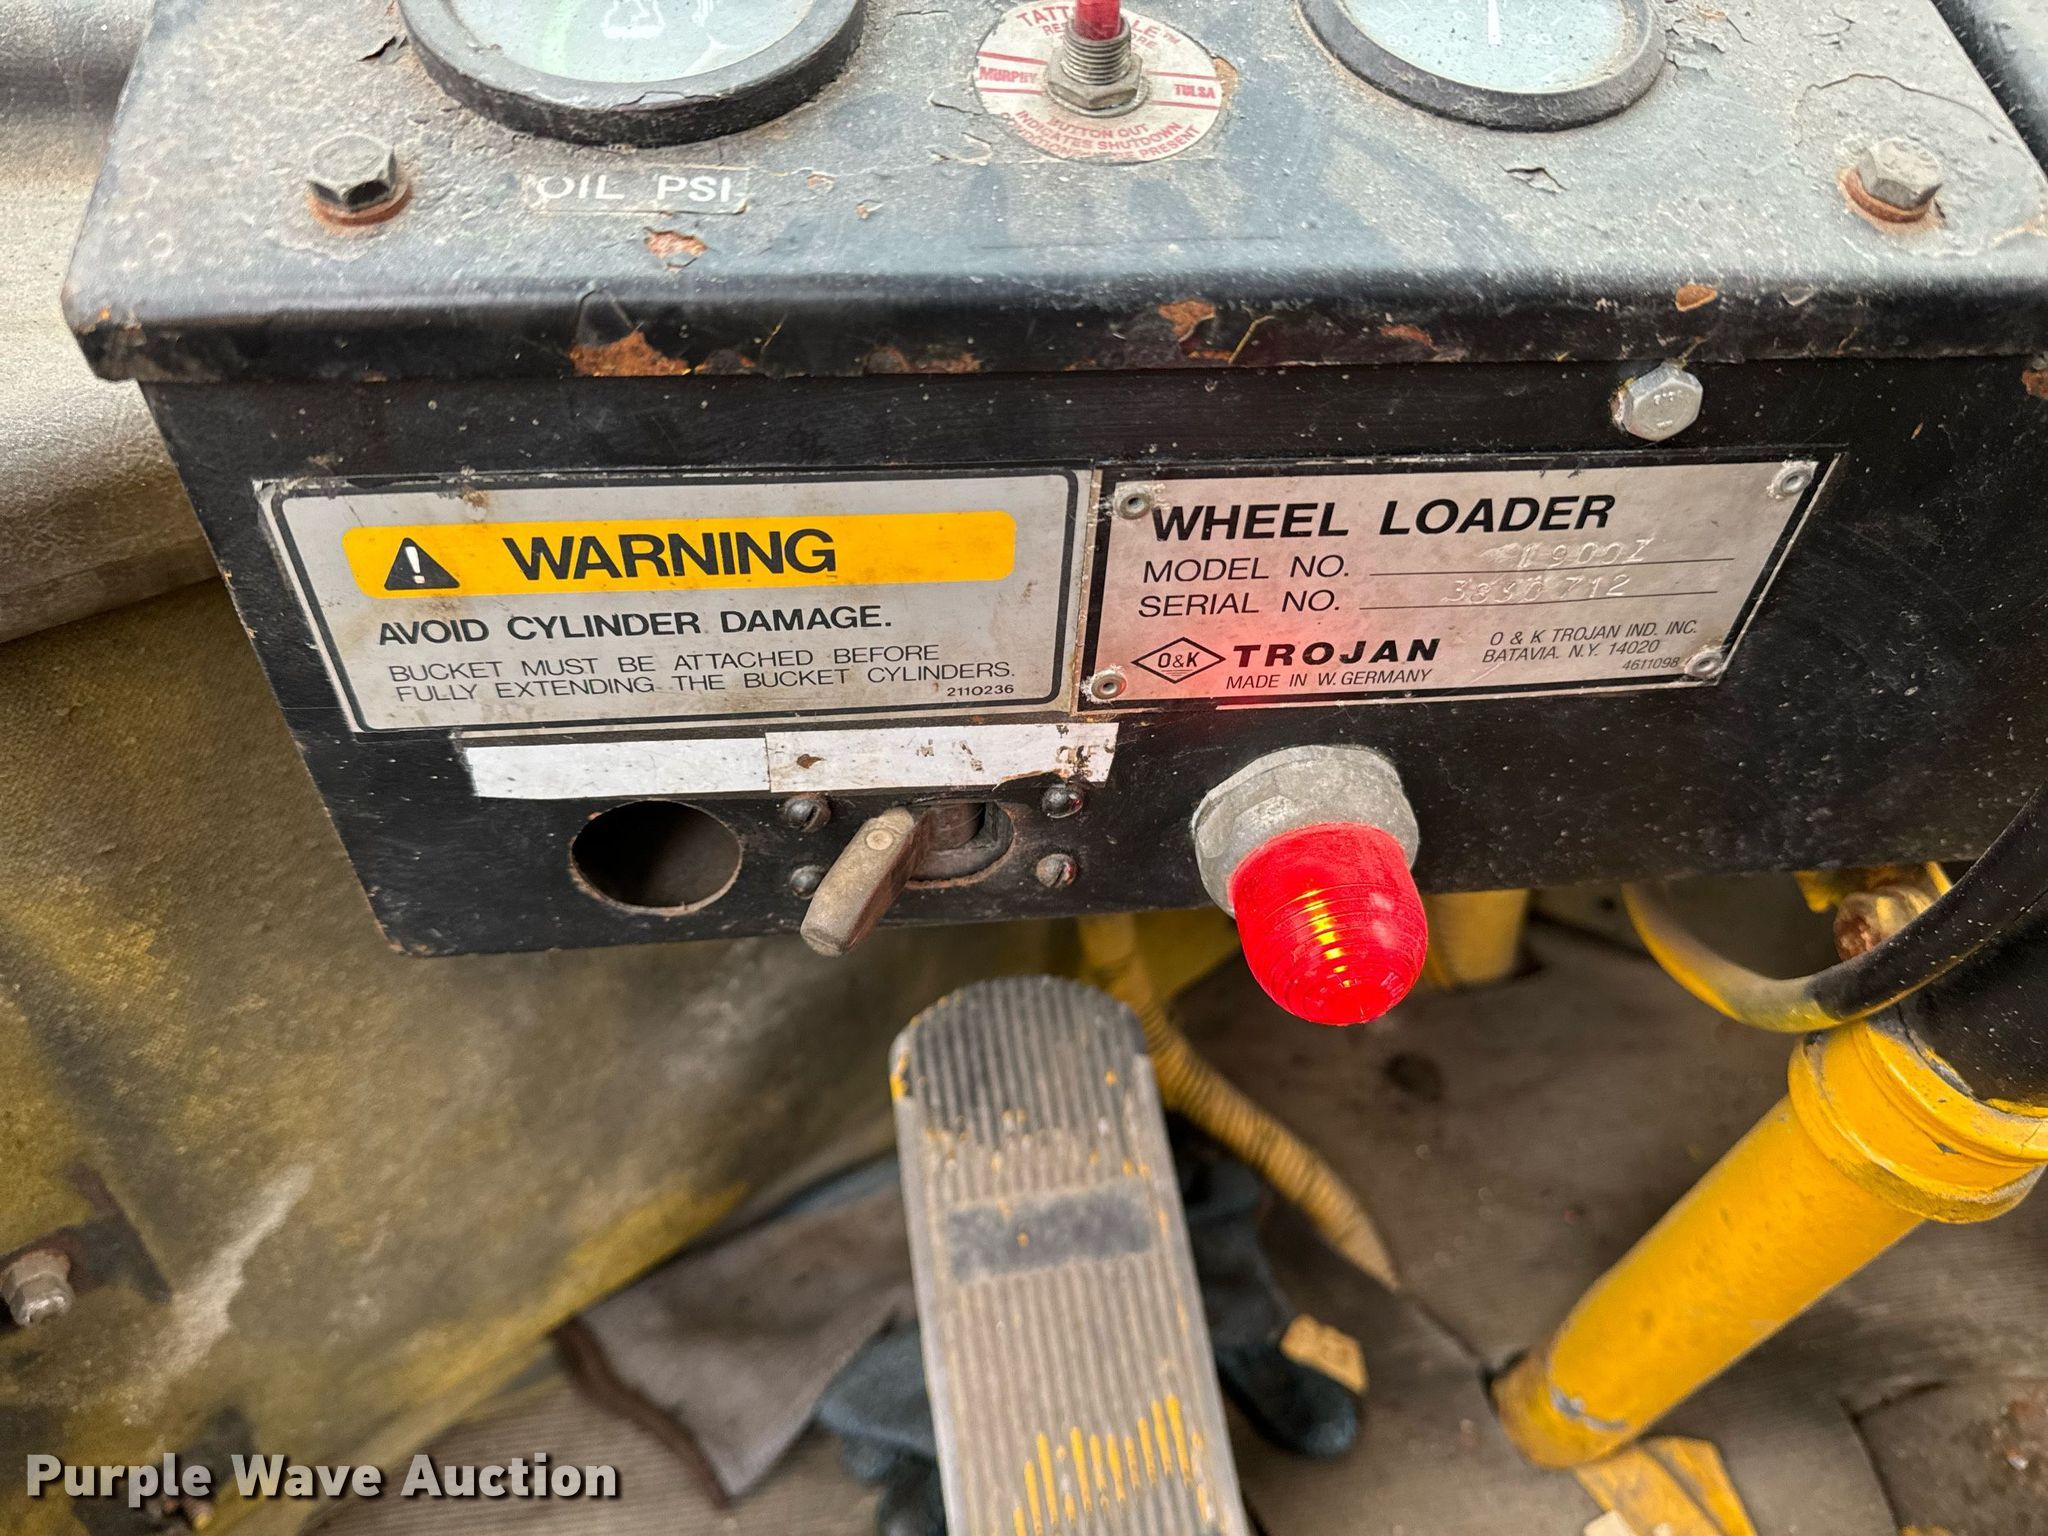 OIL PSI
MURPHY
TULSA
BUTTON OUT
INDICATES SHUTDOWN
PRESENT
WARNING
AVOID CYLINDER DAMAGE.
BUCKET MUST BE ATTACHED BEFORE
FULLY EXTENDING THE BUCKET CYLINDERS.
2110236
WHEEL LOADER
MODEL NO. 1900Z
SERIAL NO.
O&K TROJAN
MADE IN W. GERMANY
O & K TROJAN IND. INC.
BATAVIA. N.Y. 14020
4611098
Purple Wave Auction